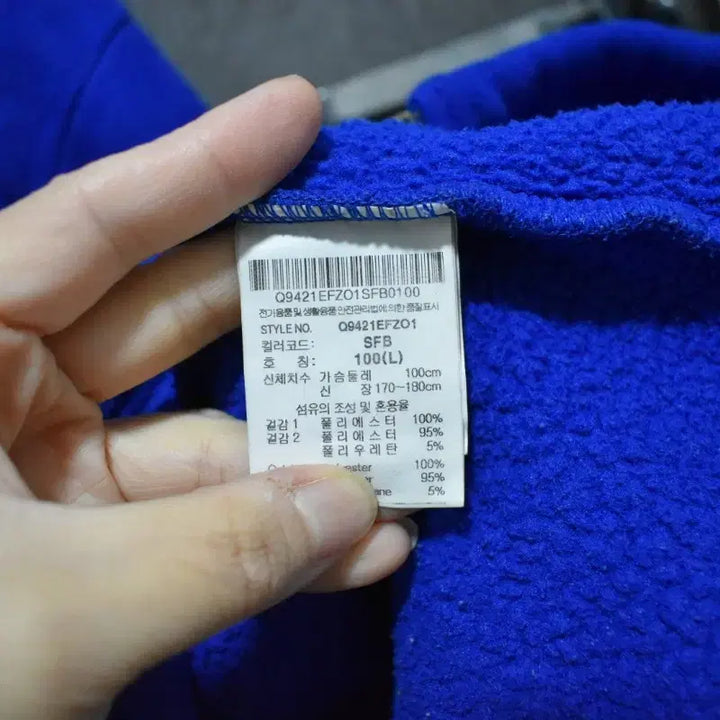 Q9421EFZO1SFB0100
전기용품 및 생활용품 안전관리법에 의한 품질표시
STYLE NO. Q9421EFZO1
컬러코드: SFB
호 칭: 100(L)
신체치수 가슴둘레 100cm
신 장 170~180cm
섬유의 조성 및 혼용율
겉감 1 폴리에스터 100%
겉감 2 폴리에스터 95%
폴리우레탄 5%
100%
95%
5%